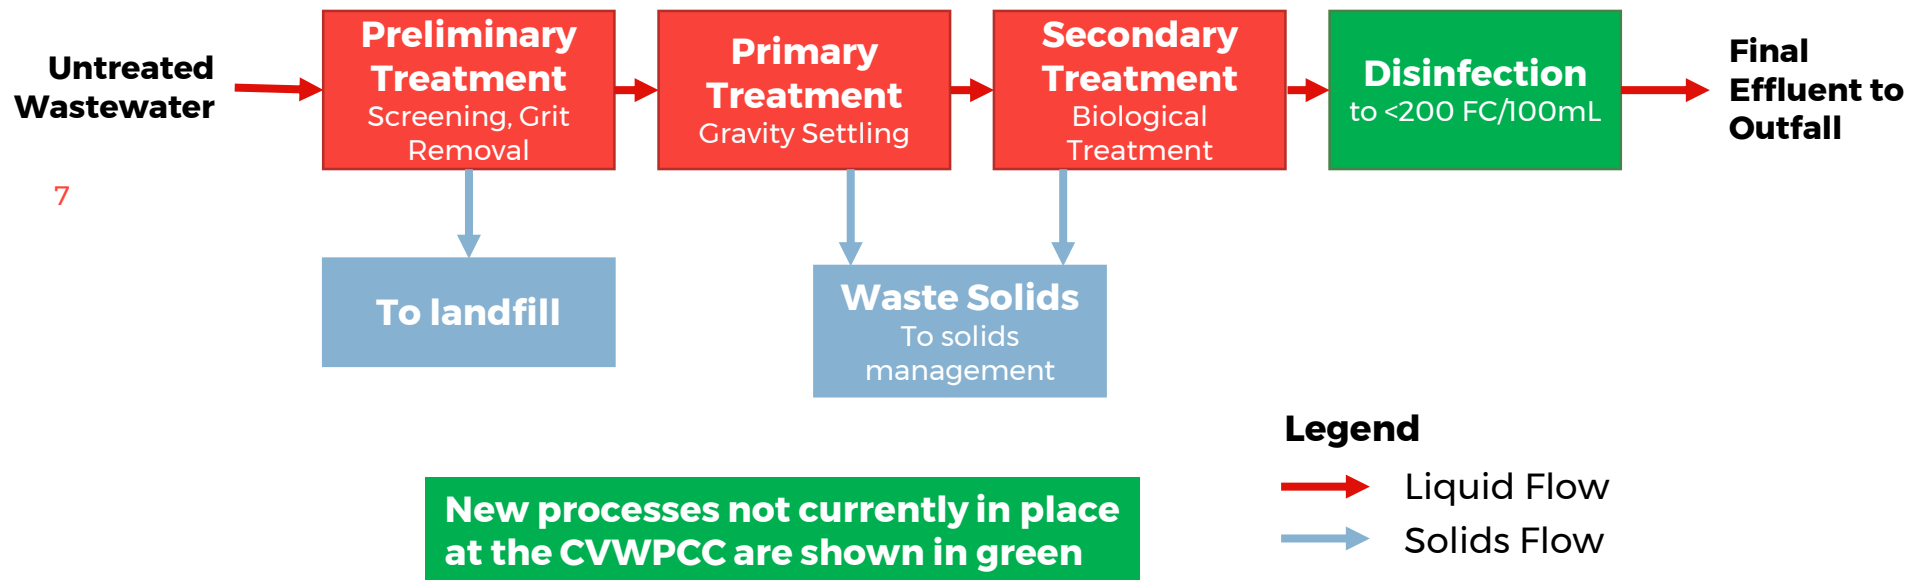 Untreated
Wastewater
Preliminary
Treatment
Screening, Grit
Removal
Primary
Treatment
Gravity Settling
Secondary
Treatment
Biological
Treatment
Disinfection
to <200 FC/100mL
Final
Effluent to
Outfall
7
To landfill
Waste Solids
To solids
management
Legend
Liquid Flow
Solids Flow
New processes not currently in place
at the CVWPCC are shown in green